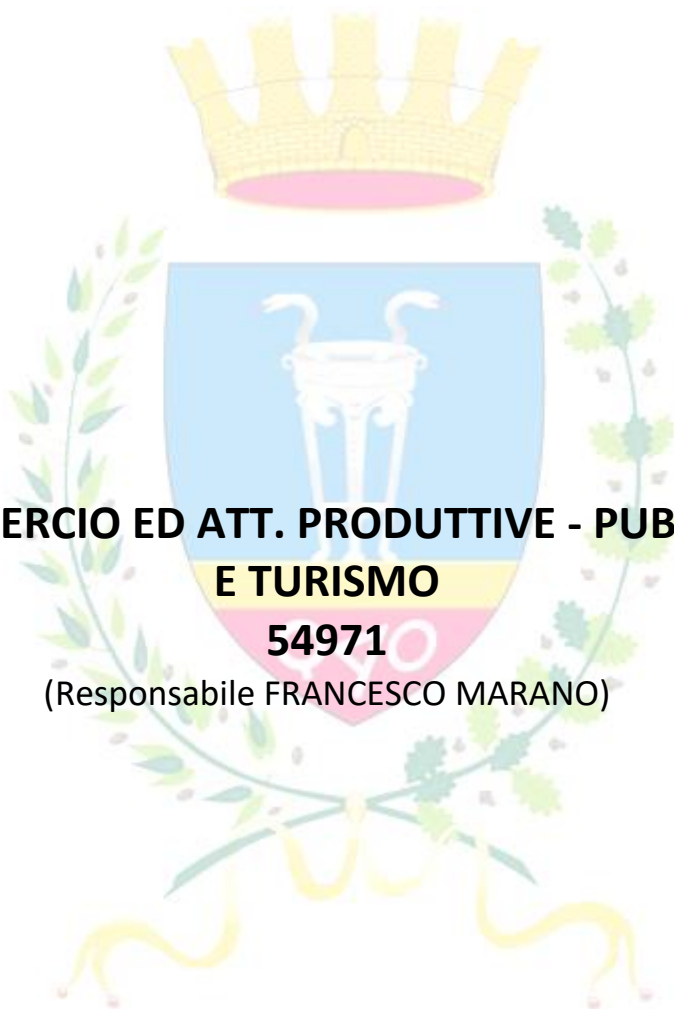 ERCIO ED ATT. PRODUTTIVE - PUB
E TURISMO
54971
(Responsabile FRANCESCO MARANO)